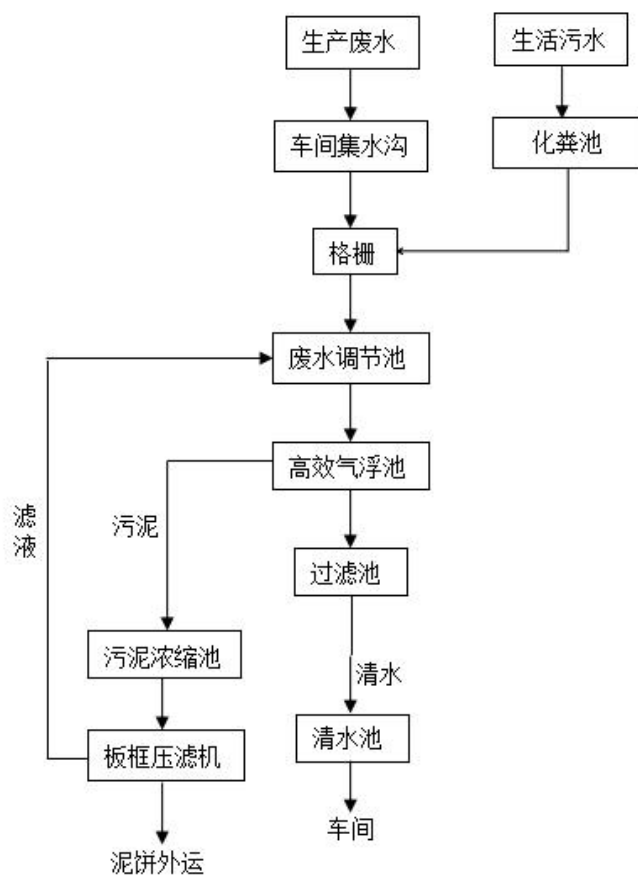 生产废水
生活污水
车间集水沟
化粪池
格栅
废水调节池
高效气浮池
滤
液
污泥
过滤池
污泥浓缩池
清水
板框压滤机
清水池
车间
泥饼外运